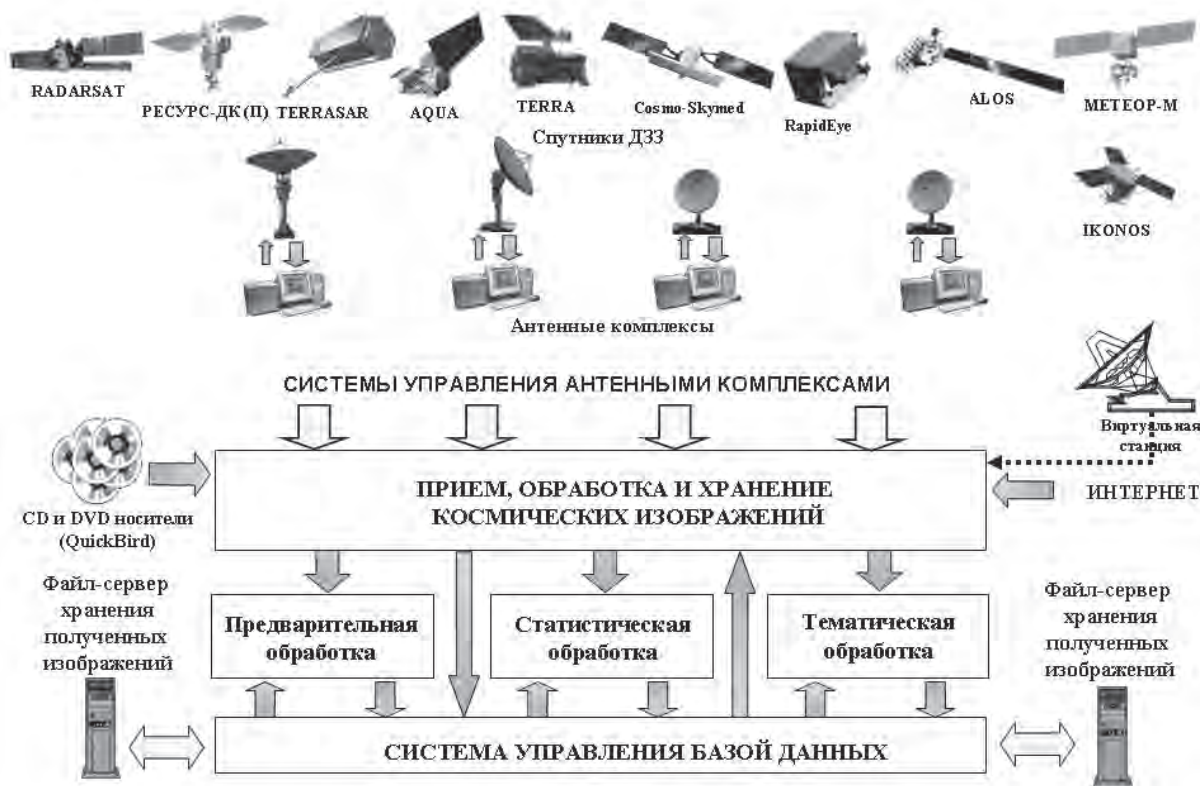 RADARSAT
РЕСУРС-ДК (П)
TERRASAR
AQUA
TERRA
Cosmo-Skymed
RapidEye
ALOS
МЕТЕОР-М
Спутники ДЗЗ
IKONOS
Антенные комплексы
СИСТЕМЫ УПРАВЛЕНИЯ АНТЕННЫМИ КОМПЛЕКСАМИ
Виртуальная
станция
ПРИЕМ, ОБРАБОТКА И ХРАНЕНИЕ
КОСМИЧЕСКИХ ИЗОБРАЖЕНИЙ
ИНТЕРНЕТ
CD и DVD носители
(QuickBird)
Файл-сервер
хранения
полученных
изображений
Предварительная
обработка
Статистическая
обработка
Тематическая
обработка
Файл-сервер
хранения
полученных
изображений
СИСТЕМА УПРАВЛЕНИЯ БАЗОЙ ДАННЫХ